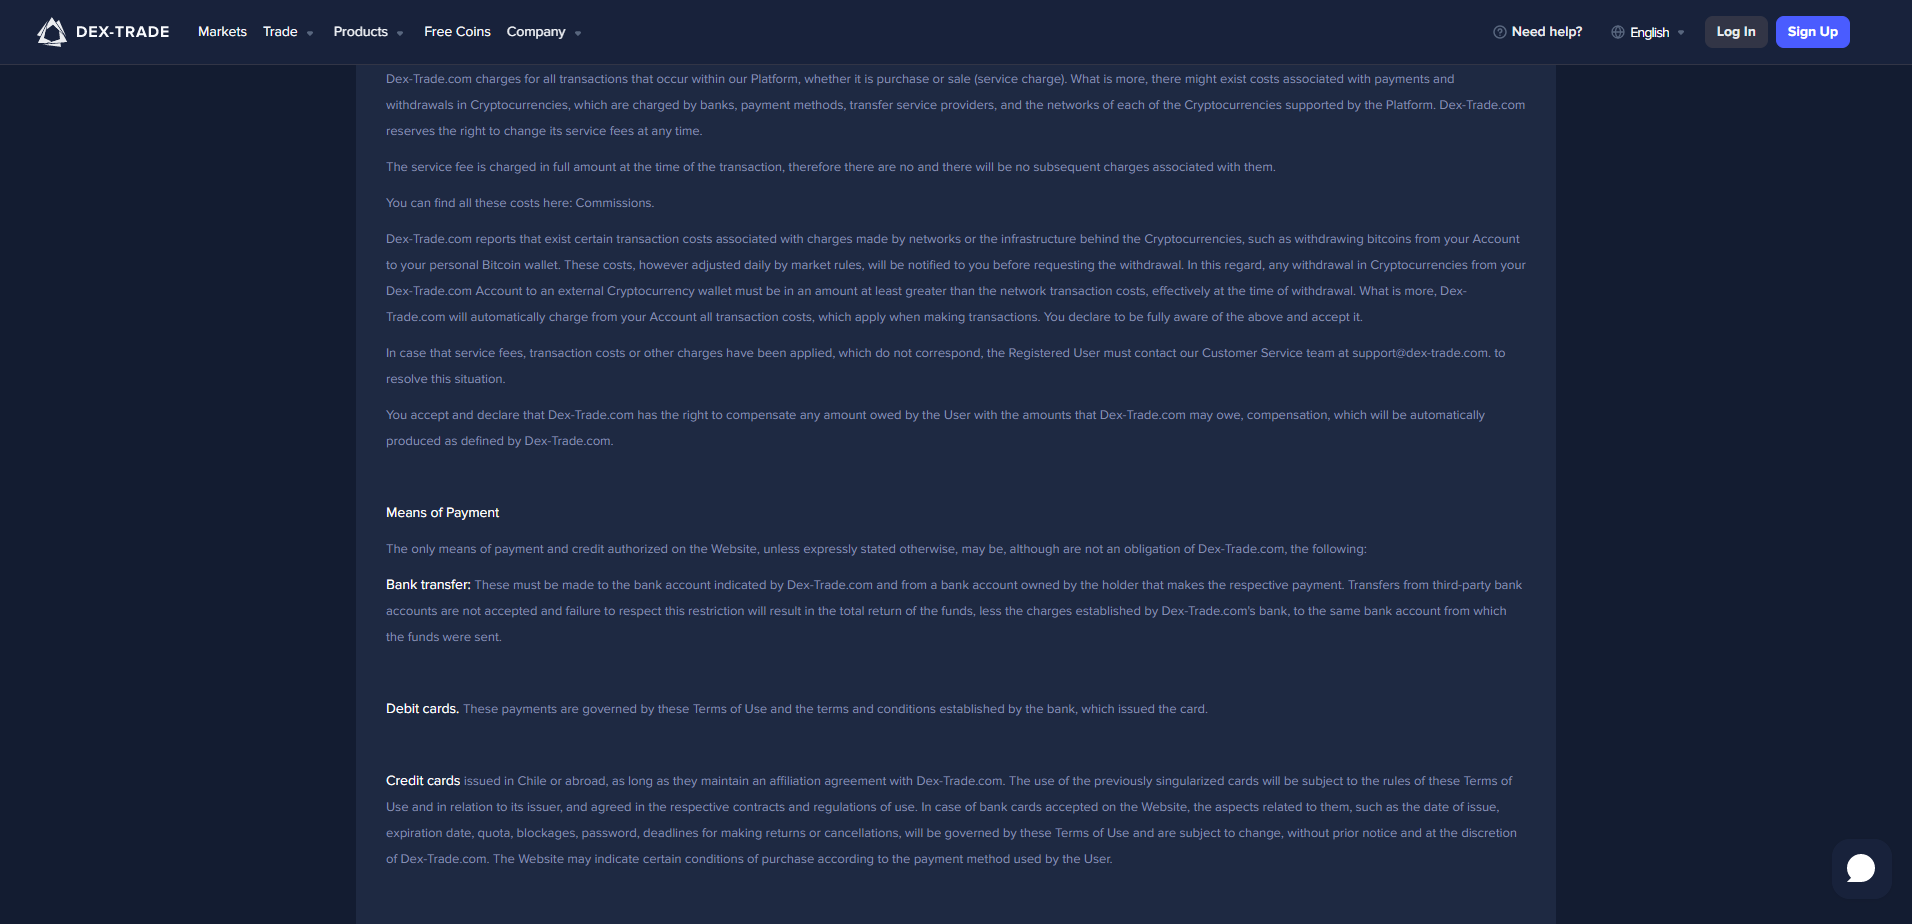 DEX-TRADE Markets Trade Products Free Coins Company Need help? English Log In Sign Up
Dex-Trade.com charges for all transactions that occur within our Platform, whether it is purchase or sale (service charge). What is more, there might exist costs associated with payments and
withdrawals in Cryptocurrencies, which are charged by banks, payment methods, transfer service providers, and the networks of each of the Cryptocurrencies supported by the Platform. Dex-Trade.com
reserves the right to change its service fees at any time.
The service fee is charged in full amount at the time of the transaction, therefore there are no and there will be no subsequent charges associated with them.
You can find all these costs here: Commissions.
Dex-Trade.com reports that exist certain transaction costs associated with charges made by networks or the infrastructure behind the Cryptocurrencies, such as withdrawing bitcoins from your Account
to your personal Bitcoin wallet. These costs, however adjusted daily by market rules, will be notified to you before requesting the withdrawal. In this regard, any withdrawal in Cryptocurrencies from your
Dex-Trade.com Account to an external Cryptocurrency wallet must be in an amount at least greater than the network transaction costs, effectively at the time of withdrawal. What is more, Dex-
Trade.com will automatically charge from your Account all transaction costs, which apply when making transactions. You declare to be fully aware of the above and accept it.
In case that service fees, transaction costs or other charges have been applied, which do not correspond, the Registered User must contact our Customer Service team at support@dex-trade.com. to
resolve this situation.
You accept and declare that Dex-Trade.com has the right to compensate any amount owed by the User with the amounts that Dex-Trade.com may owe, compensation, which will be automatically
produced as defined by Dex-Trade.com.
Means of Payment
The only means of payment and credit authorized on the Website, unless expressly stated otherwise, may be, although are not an obligation of Dex-Trade.com, the following:
Bank transfer: These must be made to the bank account indicated by Dex-Trade.com and from a bank account owned by the holder that makes the respective payment. Transfers from third-party bank
accounts are not accepted and failure to respect this restriction will result in the total return of the funds, less the charges established by Dex-Trade.com's bank, to the same bank account from which
the funds were sent.
Debit cards. These payments are governed by these Terms of Use and the terms and conditions established by the bank, which issued the card.
Credit cards issued in Chile or abroad, as long as they maintain an affiliation agreement with Dex-Trade.com. The use of the previously singularized cards will be subject to the rules of these Terms of
Use and in relation to its issuer, and agreed in the respective contracts and regulations of use. In case of bank cards accepted on the Website, the aspects related to them, such as the date of issue,
expiration date, quota, blockages, password, deadlines for making returns or cancellations, will be governed by these Terms of Use and are subject to change, without prior notice and at the discretion
of Dex-Trade.com. The Website may indicate certain conditions of purchase according to the payment method used by the User.